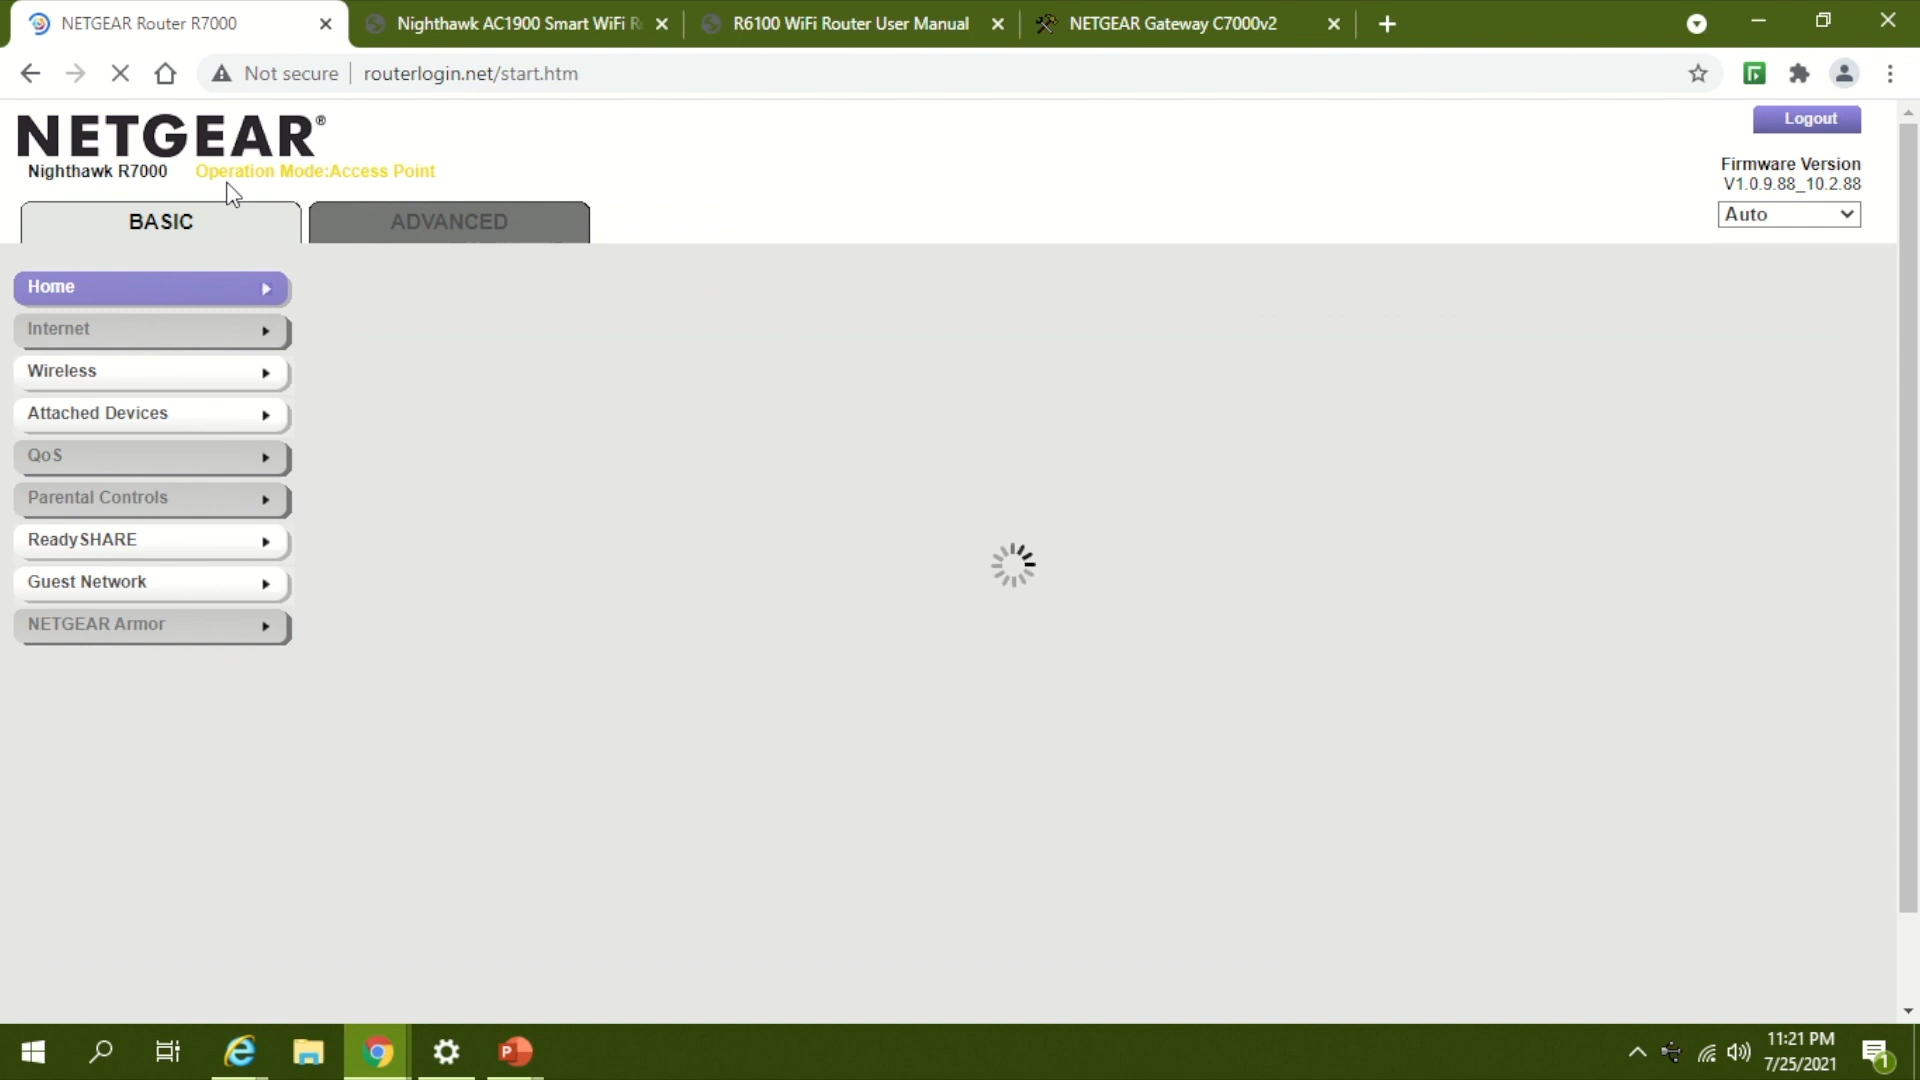 NETGEAR Router R7000
Nighthawk AC1900 Smart WiFi R
R6100 WiFi Router User Manual
NETGEAR Gateway C7000v2
Not secure
routerlogin.net/start.htm
NETGEAR®
Nighthawk R7000
Operation Mode:Access Point
Logout
Firmware Version
V1.0.9.88_10.2.88
Auto
BASIC
ADVANCED
Home
Internet
Wireless
Attached Devices
QoS
Parental Controls
ReadySHARE
Guest Network
NETGEAR Armor
11:21 PM
7/25/2021
1